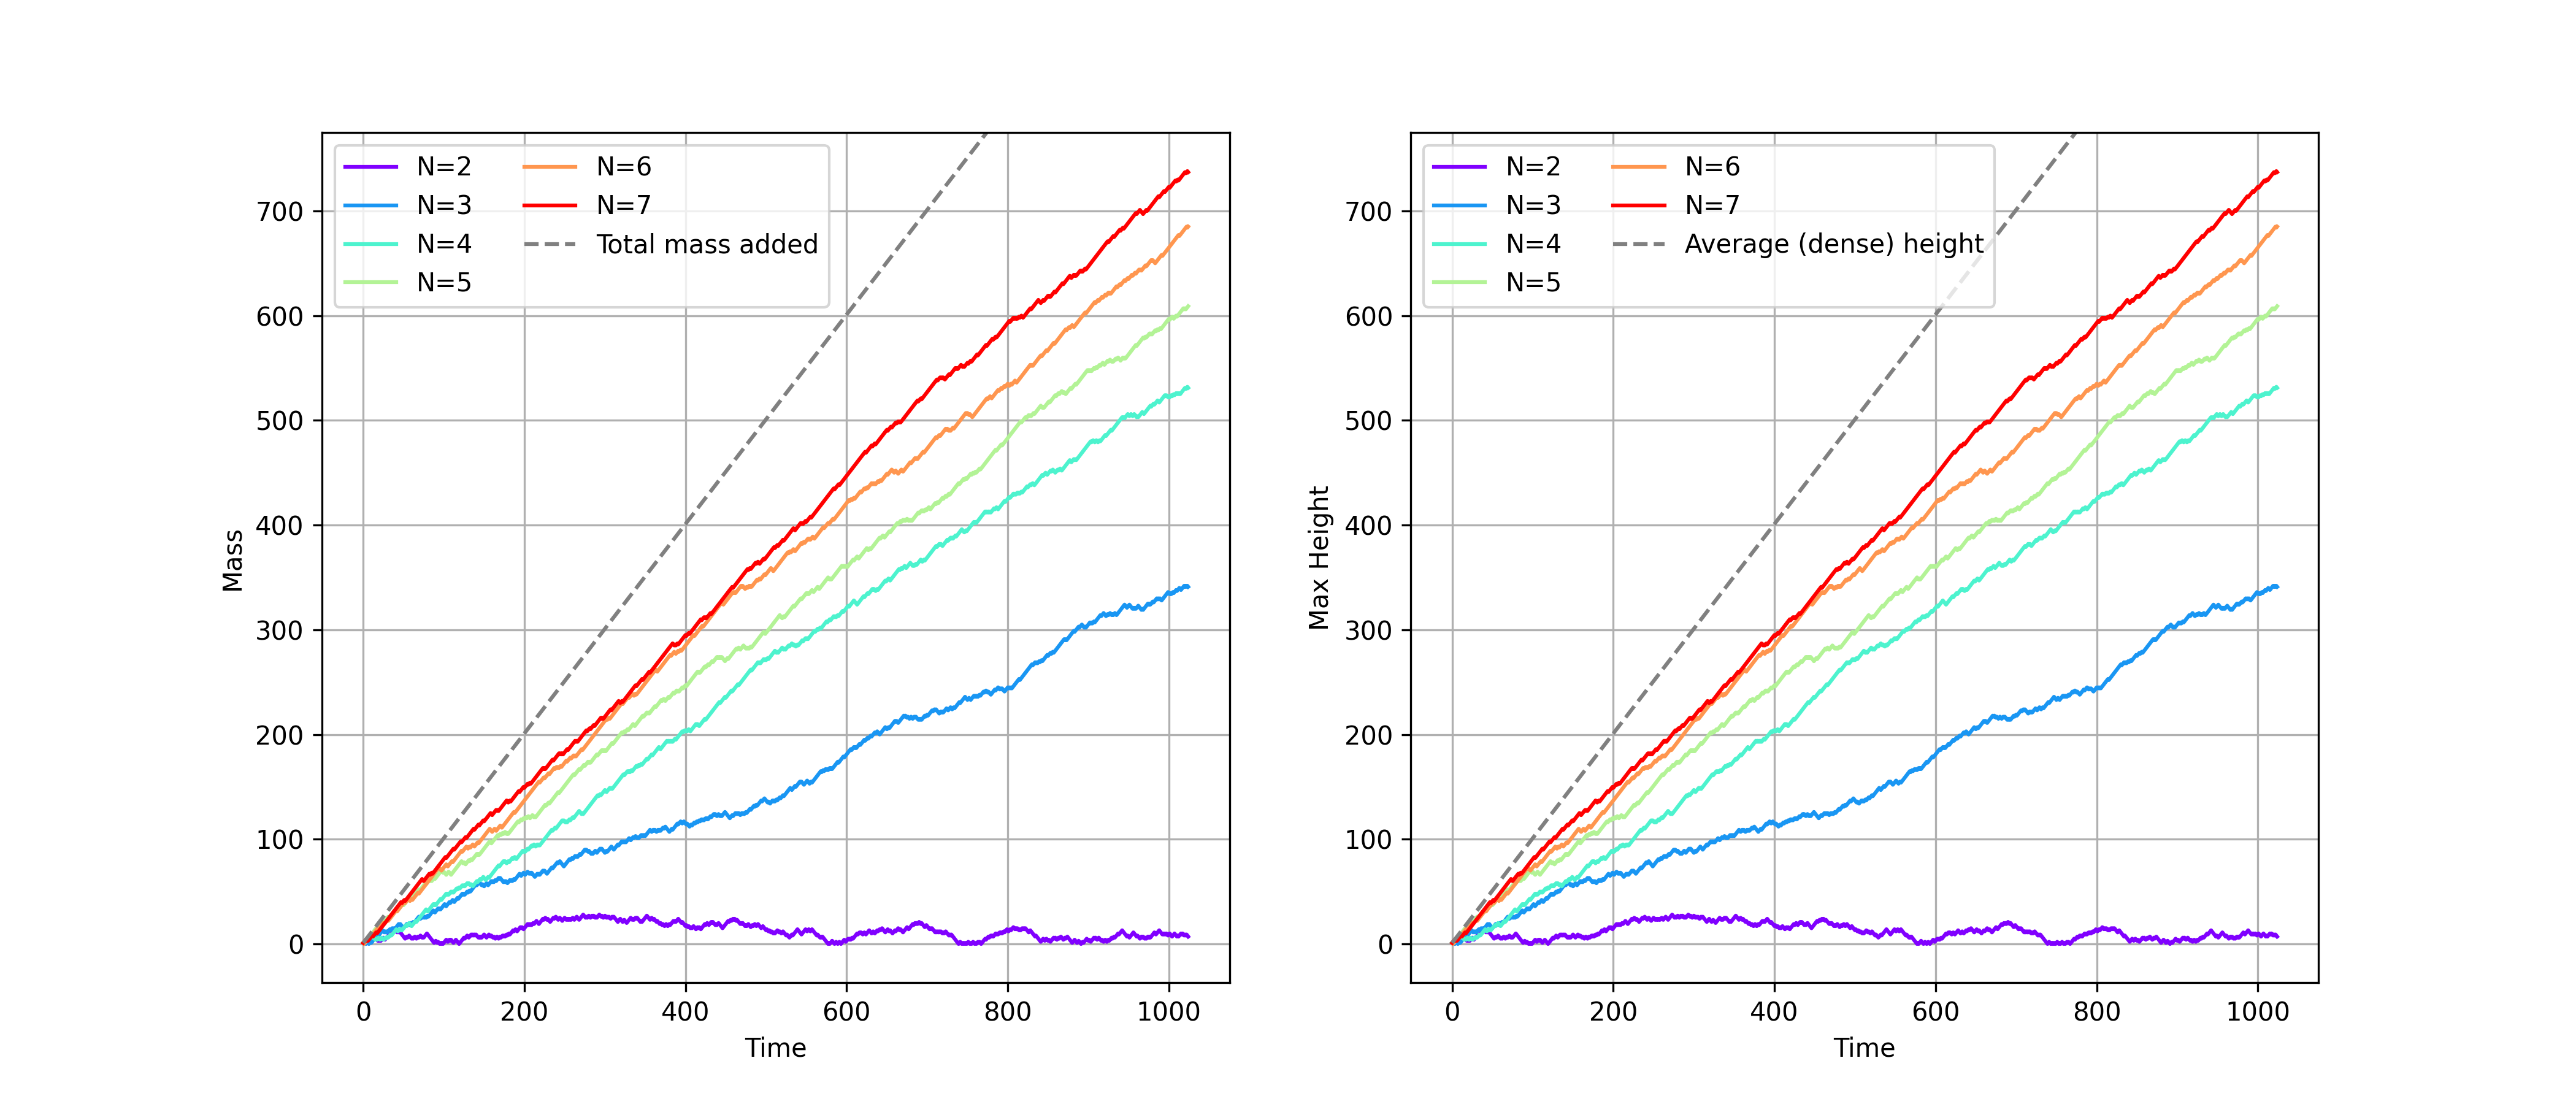 N=2
N=3
N=4
N=5
N=6
N=7
Total mass added
700
600
500
400
300
200
100
0
Mass
0 200 400 600 800 1000
Time
N=2
N=3
N=4
N=5
N=6
N=7
Average (dense) height
700
600
500
400
300
200
100
0
Max Height
0 200 400 600 800 1000
Time